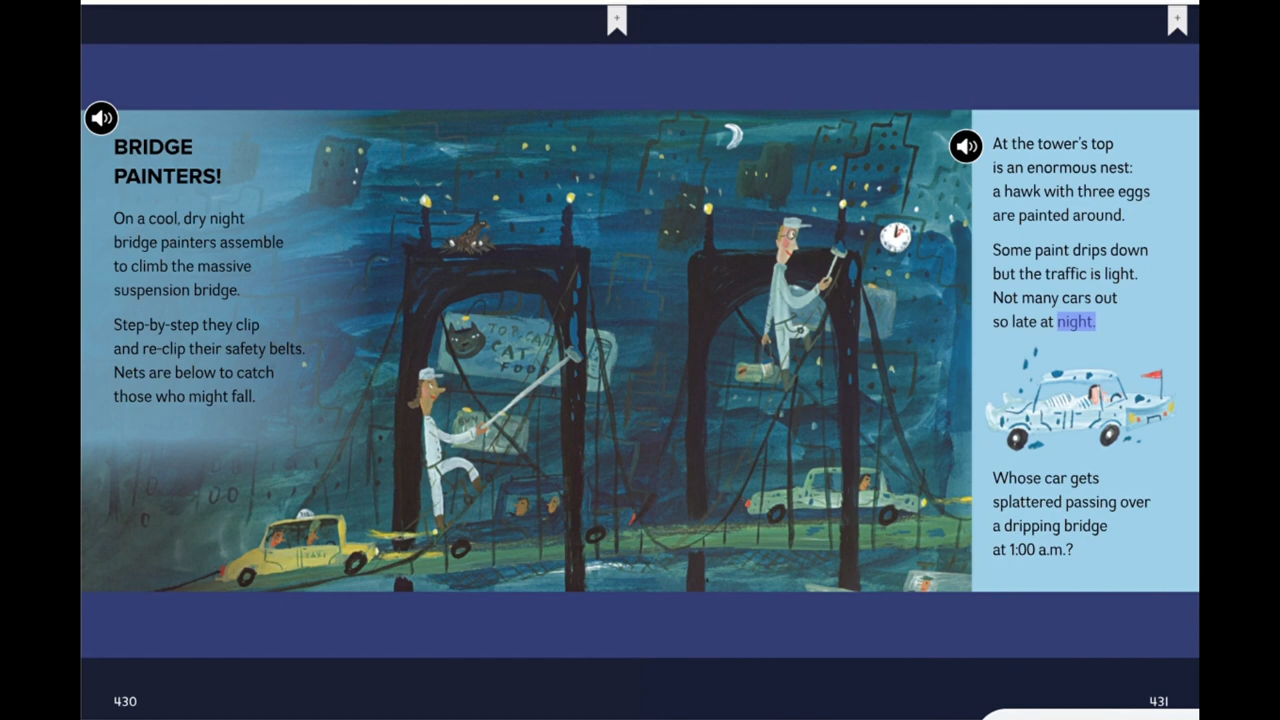 BRIDGE
PAINTERS!
On a cool, dry night
bridge painters assemble
to climb the massive
suspension bridge.
Step-by-step they clip
and re-clip their safety belts.
Nets are below to catch
those who might fall.
TOP CAT
CAT
FOOD
TAXI
At the tower's top
is an enormous nest:
a hawk with three eggs
are painted around.
Some paint drips down
but the traffic is light.
Not many cars out
so late at night.
Whose car gets
splattered passing over
a dripping bridge
at 1:00 a.m.?
430
431